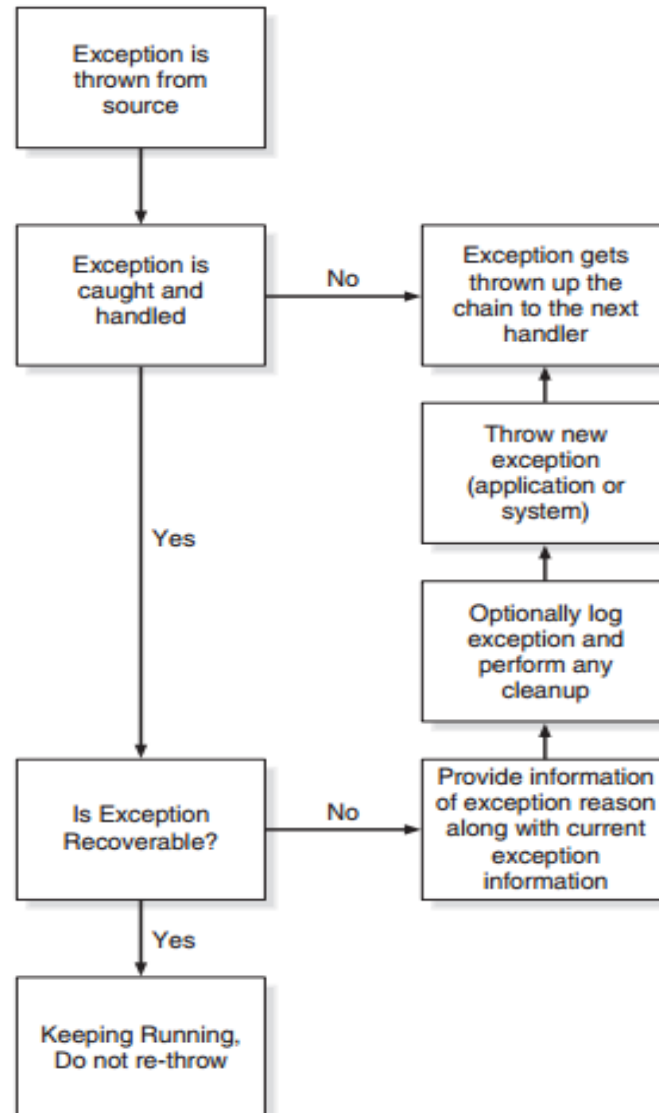 Exception is
thrown from
source
Exception is
caught and
handled
No
Exception gets
thrown up the
chain to the next
handler
Throw new
exception
(application or
system)
Yes
Optionally log
exception and
perform any
cleanup
Is Exception
Recoverable?
No
Provide information
of exception reason
along with current
exception
information
Yes
Keeping Running,
Do not re-throw